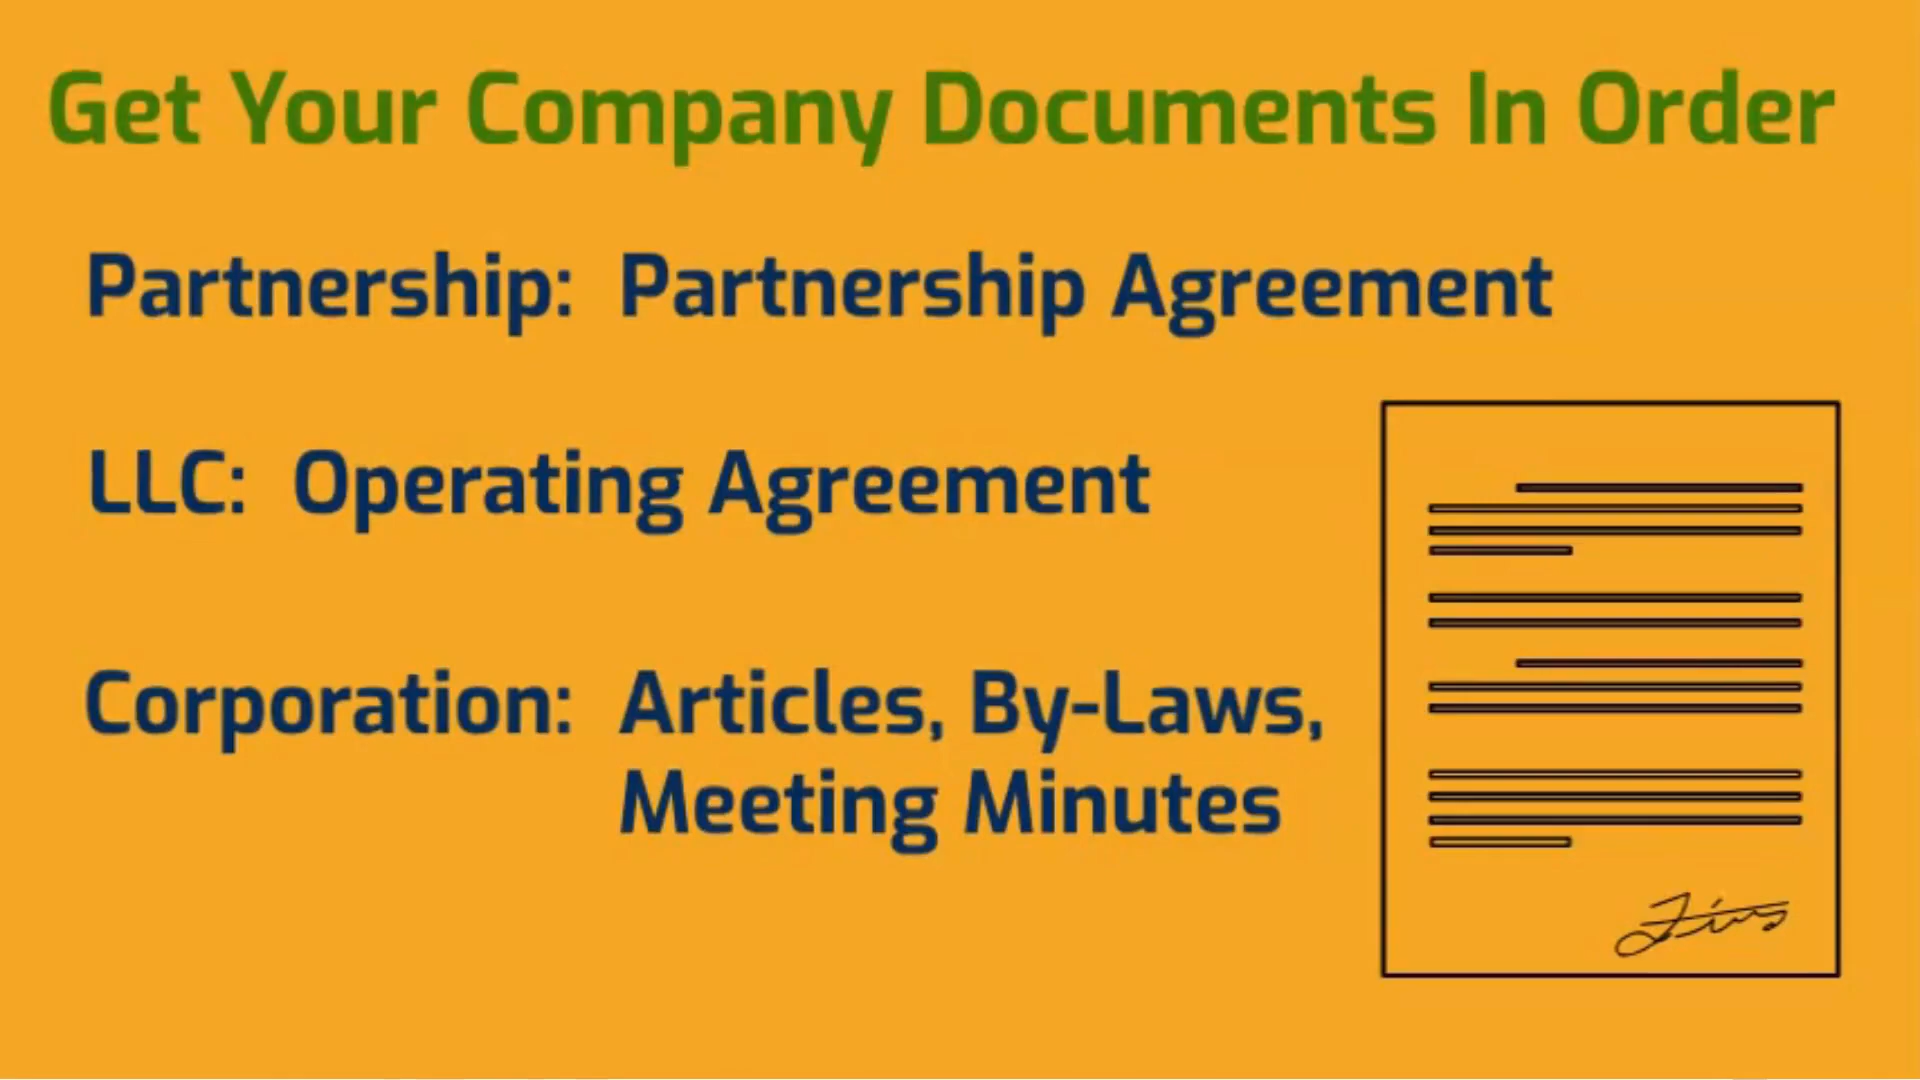 Get Your Company Documents In Order
Partnership: Partnership Agreement
LLC: Operating Agreement
Corporation: Articles, By-Laws,
Meeting Minutes